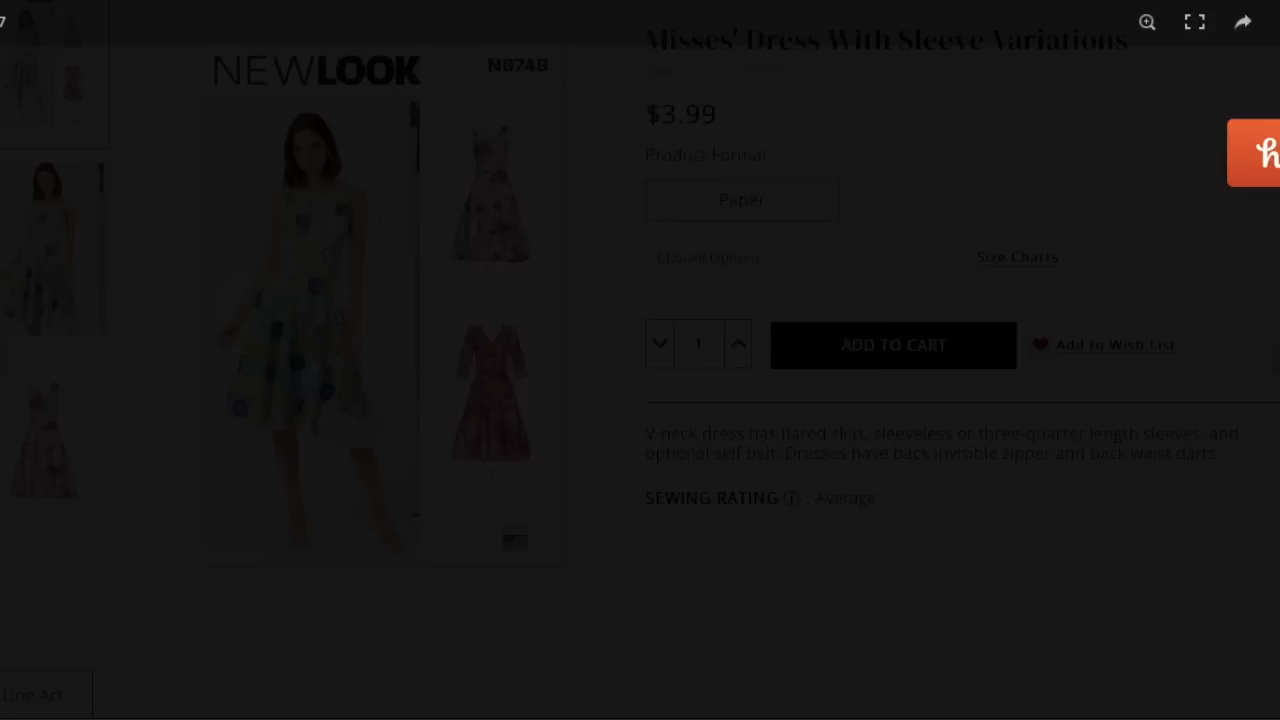 7
Misses' Dress With Sleeve Variations
NEWLOOK
N6749
$3.99
Product Format
Paper
Choose Options
Size Charts
1
ADD TO CART
Add to Wish List
V-neck dress has flared skirt, sleeveless or three-quarter length sleeves, and
optional self belt. Dresses have back invisible zipper and back waist darts
SEWING RATING : Average
Line Art
h